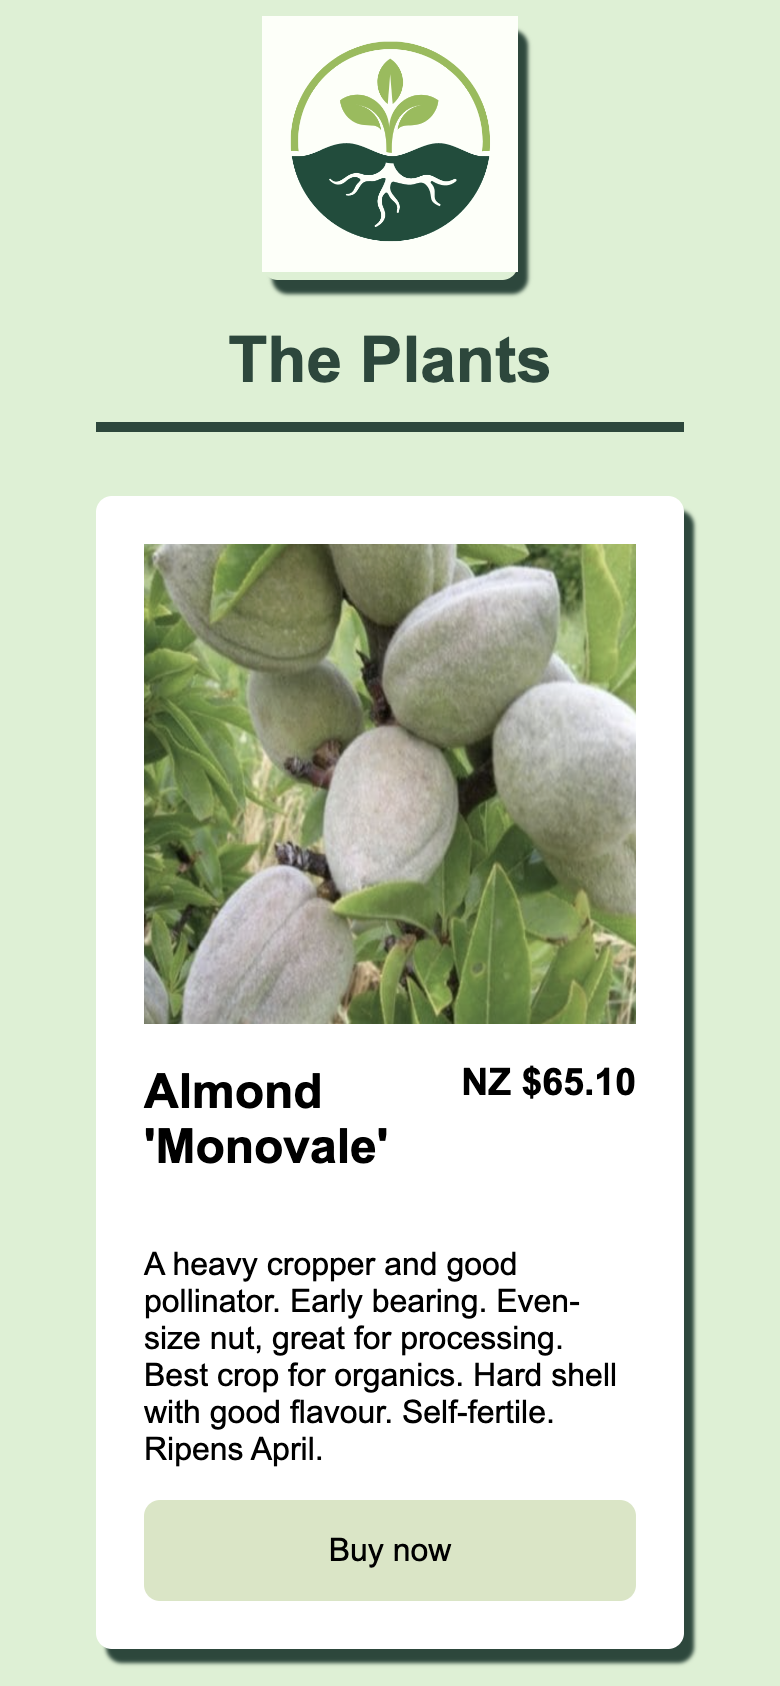 The Plants
Almond
'Monovale'
NZ $65.10
A heavy cropper and good
pollinator. Early bearing. Even-
size nut, great for processing.
Best crop for organics. Hard shell
with good flavour. Self-fertile.
Ripens April.
Buy now